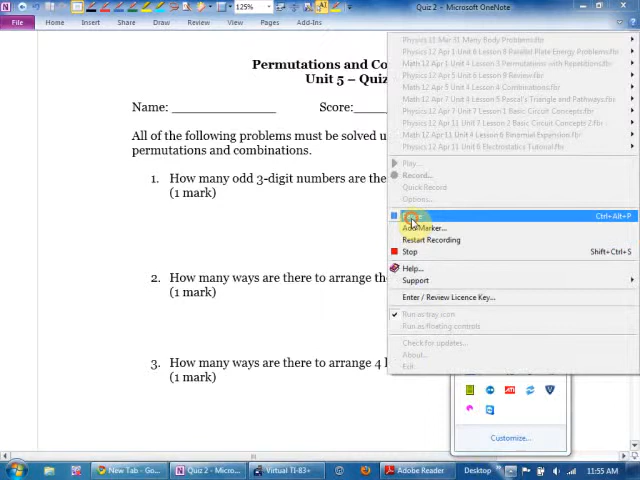 Quiz 2 - Microsoft OneNote
125%
File Home Insert Draw Share Review View Pages Add-Ins
Permutations and Co
Unit 5 – Quiz
Name: ______________ Score:____
All of the following problems must be solved u
permutations and combinations.
1. How many odd 3-digit numbers are the
(1 mark)
2. How many ways are there to arrange th
(1 mark)
3. How many ways are there to arrange 4
(1 mark)
Physics 11 Mar 31 Many Body Problems.fbr
Physics 12 Apr 1-Unit 6 Lesson 8 Parallel Plate Energy Problems.fbr
Math 12 Apr 1-Unit 4 Lesson 3 Permutations with Repetitions.fbr
Physics 12 Apr 5-Unit 6 Lesson 9 Review.fbr
Math 12 Apr 5-Unit 4 Lesson 4 Combinations.fbr
Math 12 Apr 7-Unit 4 Lesson 5 Pascal's Triangle and Pathways.fbr
Physics 12 Apr 7-Unit 7 Lesson 1 Basic Circuit Concepts.fbr
Physics 12 Apr 11-Unit 7 Lesson 2 Basic Circuit Concepts 2.fbr
Math 12 Apr 11-Unit 4 Lesson 6 Binomial Expansion.fbr
Physics 12 Apr 11-Unit 6 Electrostatics Tutorial.fbr
Play...
Record...
Quick Record
Options...
Ctrl+Alt+P
Add Marker...
Restart Recording
Stop Shift+Ctrl+S
Help...
Support
Enter / Review Licence Key...
Run as tray icon
Run as floating controls
Check for updates...
About...
Exit
Customize...
New Tab - Go...
Quiz 2 - Micros...
Virtual TI-83+
Adobe Reader
Desktop
11:55 AM